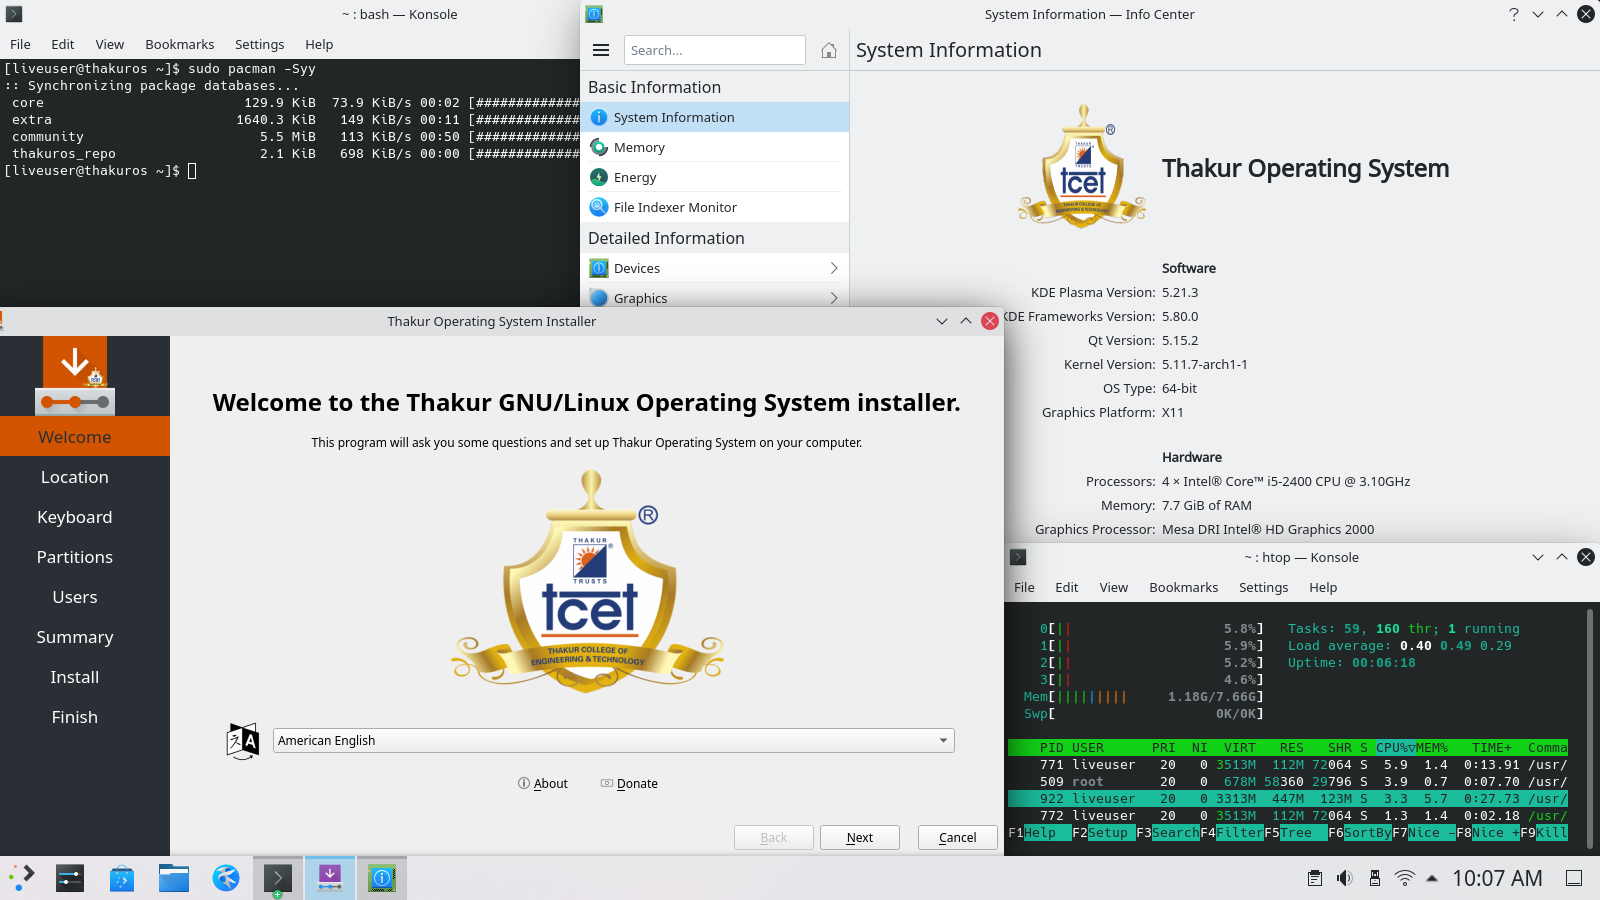 ~ : bash — Konsole
File Edit View Bookmarks Settings Help
[liveuser@thakuros ~]$ sudo pacman -Syy
:: Synchronizing package databases...
core 129.9 KiB 73.9 KiB/s 00:02 [#############
extra 1640.3 KiB 149 KiB/s 00:11 [#############
community 5.5 MiB 113 KiB/s 00:50 [#############
thakuros_repo 2.1 KiB 698 KiB/s 00:00 [#############
[liveuser@thakuros ~]$
System Information — Info Center
Search...
System Information
Basic Information
System Information
Memory
Energy
File Indexer Monitor
Detailed Information
Devices
Graphics
®
THAKUR
TRUSTS
tcet
THAKUR COLLEGE OF
ENGINEERING & TECHNOLOGY
Thakur Operating System
Software
KDE Plasma Version: 5.21.3
KDE Frameworks Version: 5.80.0
Qt Version: 5.15.2
Kernel Version: 5.11.7-arch1-1
OS Type: 64-bit
Graphics Platform: X11
Hardware
Processors: 4 × Intel® Core™ i5-2400 CPU @ 3.10GHz
Memory: 7.7 GiB of RAM
Graphics Processor: Mesa DRI Intel® HD Graphics 2000
Thakur Operating System Installer
tcet
Welcome
Location
Keyboard
Partitions
Users
Summary
Install
Finish
Welcome to the Thakur GNU/Linux Operating System installer.
This program will ask you some questions and set up Thakur Operating System on your computer.
®
THAKUR
®
TRUSTS
tcet
THAKUR COLLEGE OF
ENGINEERING & TECHNOLOGY
American English
About Donate
Back Next Cancel
~ : htop — Konsole
File Edit View Bookmarks Settings Help
0[|| 5.8%] Tasks: 59, 160 thr; 1 running
1[|| 5.9%] Load average: 0.40 0.49 0.29
2[|| 5.2%] Uptime: 00:06:18
3[|| 4.6%]
Mem[||||||||| 1.18G/7.66G]
Swp[ 0K/0K]
PID USER PRI NI VIRT RES SHR S CPU%▽MEM% TIME+ Comma
771 liveuser 20 0 3513M 112M 72064 S 5.9 1.4 0:13.91 /usr/
509 root 20 0 678M 58360 29796 S 3.9 0.7 0:07.70 /usr/
922 liveuser 20 0 3313M 447M 123M S 3.3 5.7 0:27.73 /usr/
772 liveuser 20 0 3513M 112M 72064 S 1.3 1.4 0:02.18 /usr/
F1Help F2Setup F3SearchF4FilterF5Tree F6SortByF7Nice -F8Nice +F9Kill
10:07 AM